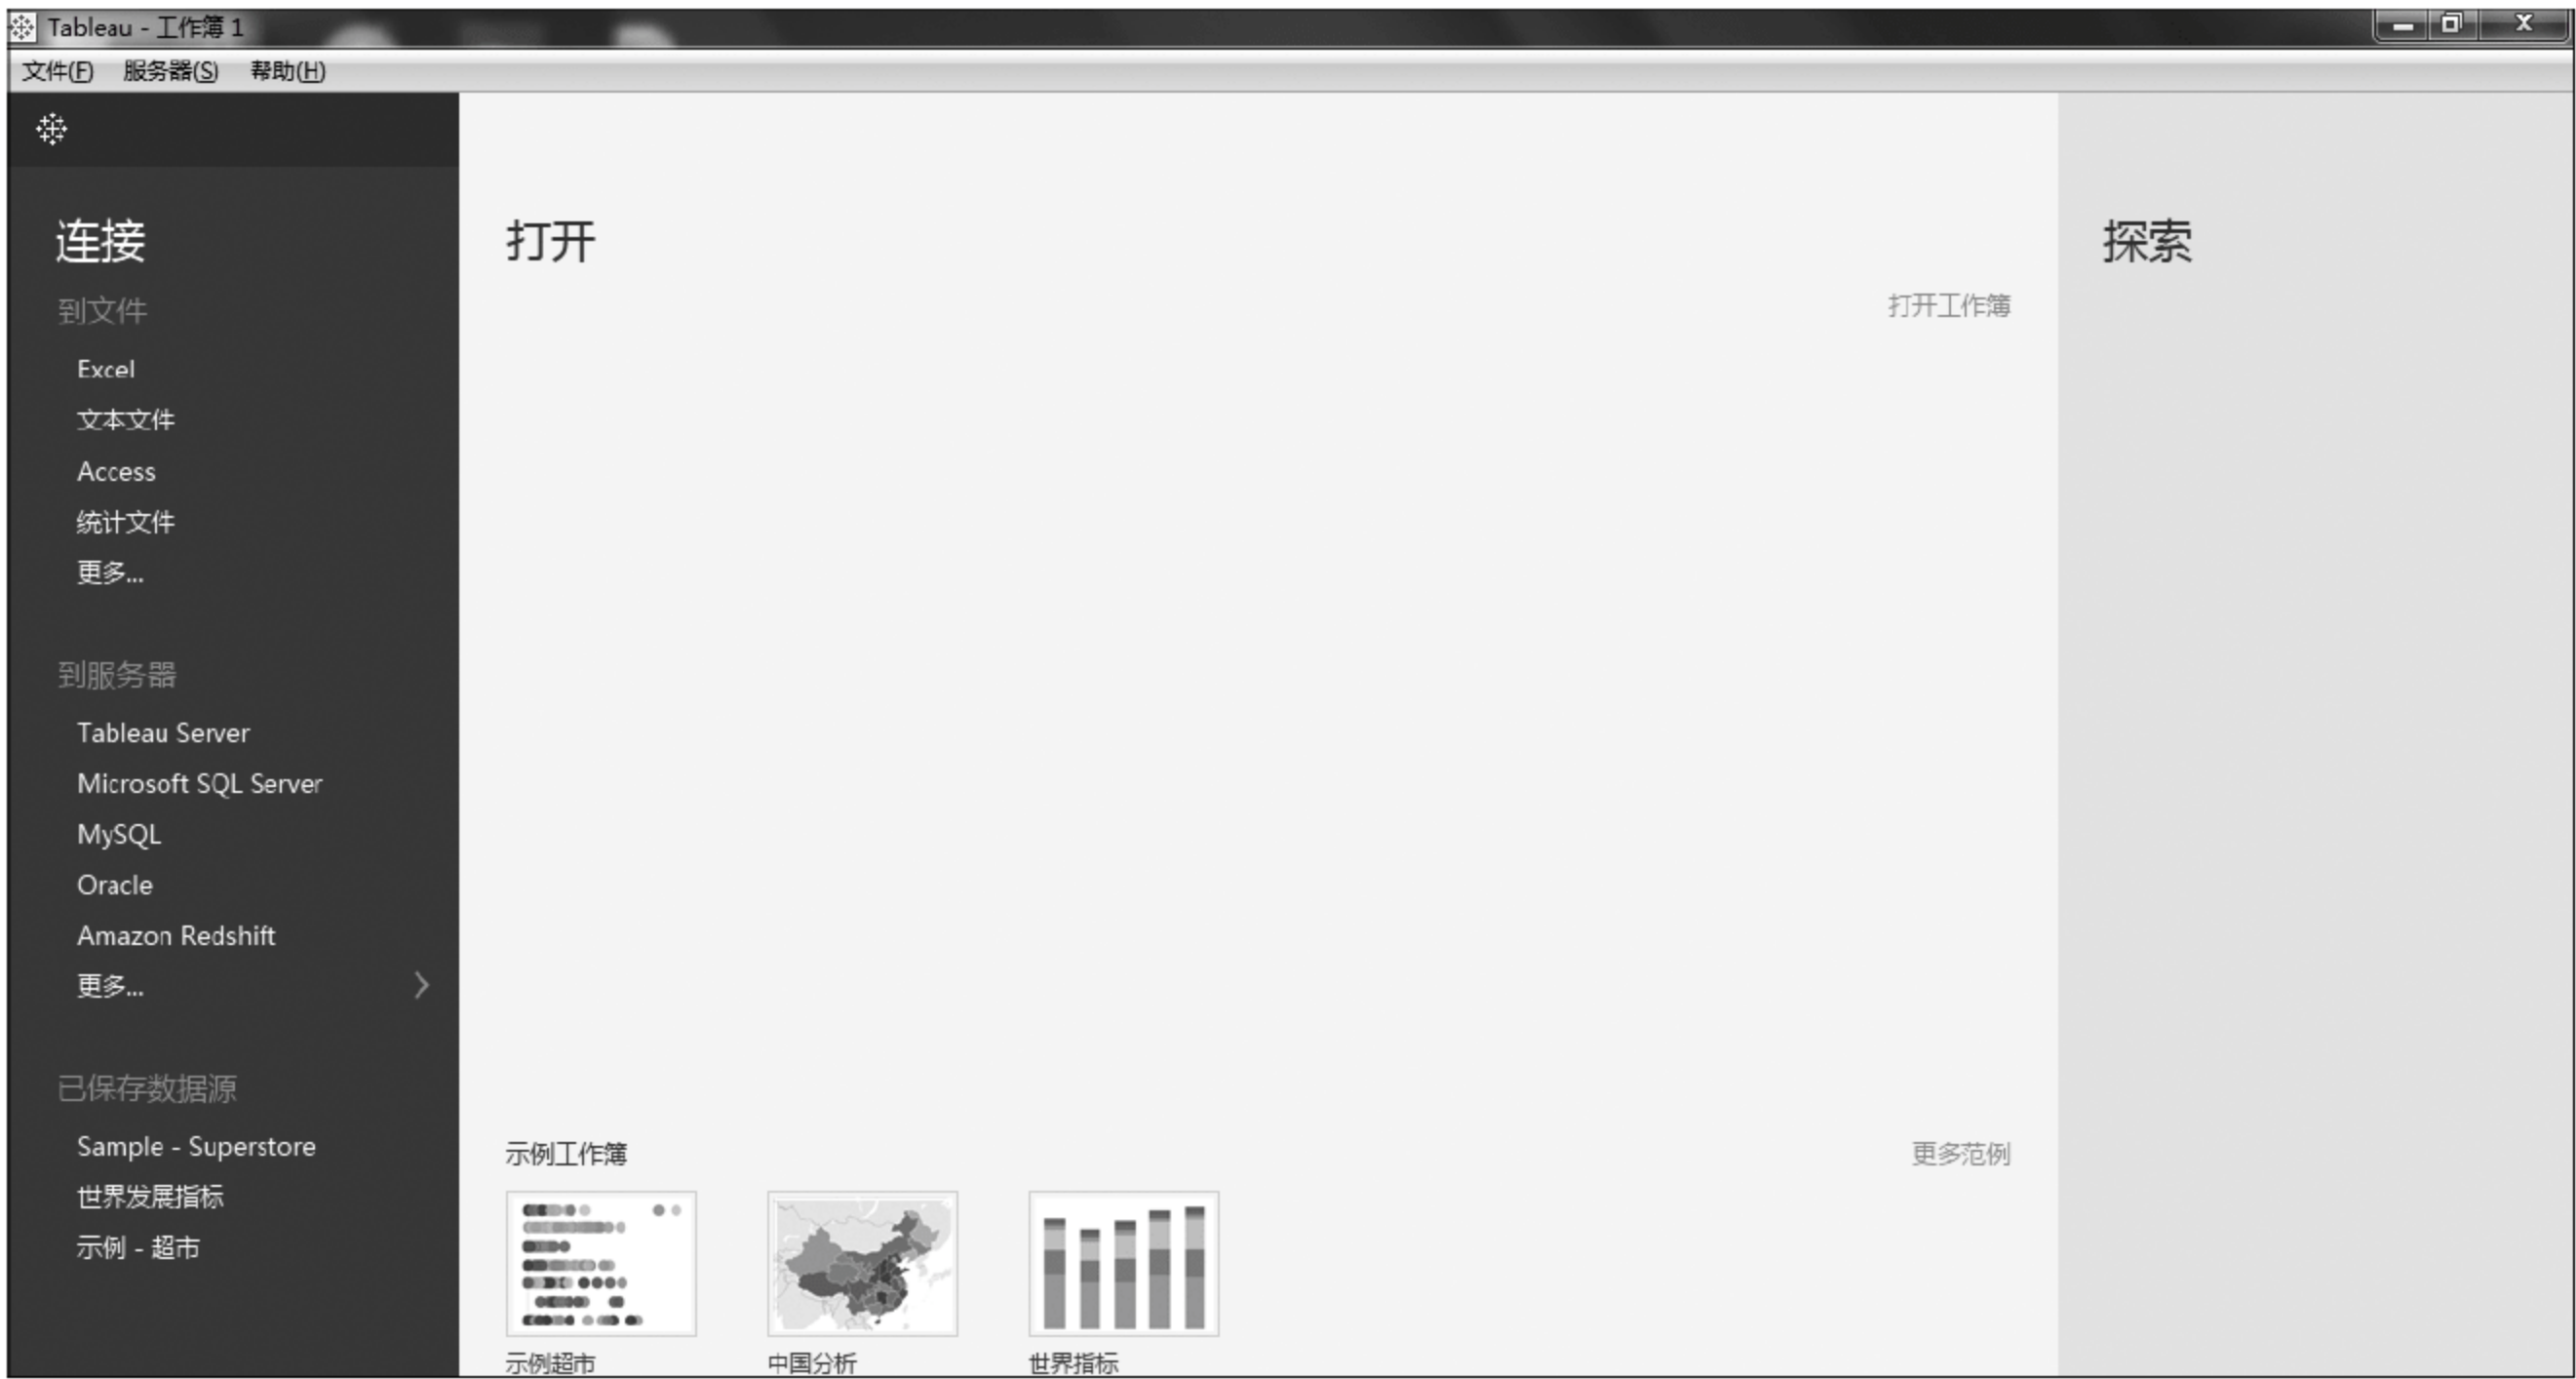 Tableau - 工作簿 1
文件(F) 服务器(S) 帮助(H)
连接
到文件
Excel
文本文件
Access
统计文件
更多...
到服务器
Tableau Server
Microsoft SQL Server
MySQL
Oracle
Amazon Redshift
更多...
已保存数据源
Sample - Superstore
世界发展指标
示例 - 超市
打开
打开工作簿
示例工作簿
更多范例
示例超市
中国分析
世界指标
探索